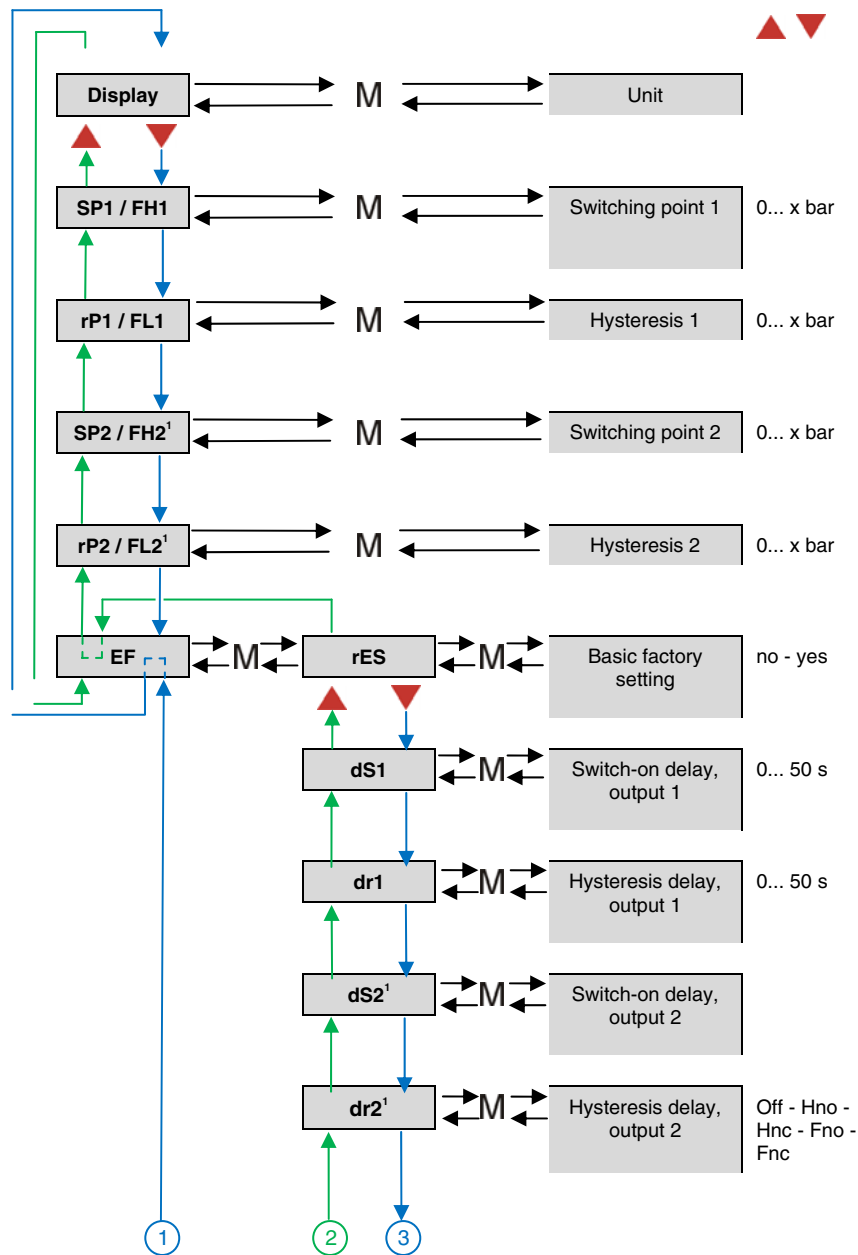 Display M Unit
SP1 / FH1 M Switching point 1 0... x bar
rP1 / FL1 M Hysteresis 1 0... x bar
SP2 / FH2¹ M Switching point 2 0... x bar
rP2 / FL2¹ M Hysteresis 2 0... x bar
EF M rES M Basic factory no - yes
setting
dS1 M Switch-on delay, 0... 50 s
output 1
dr1 M Hysteresis delay, 0... 50 s
output 1
dS2¹ M Switch-on delay,
output 2
dr2¹ M Hysteresis delay, Off - Hno -
output 2 Hnc - Fno -
Fnc
1 2 3